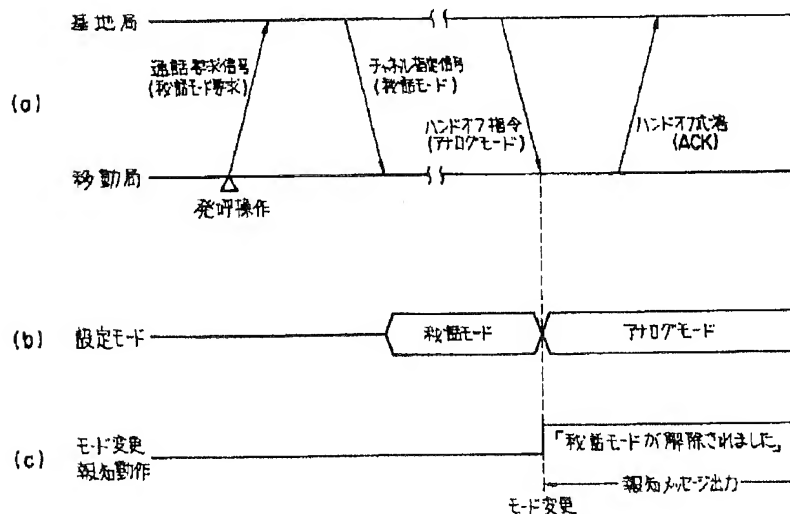 基地局
通話要求信号
(秘話モード要求)
チャネル指定信号
(秘話モード)
(a)
ハンドオフ指令
(アナログモード)
ハンドオフ応答
(ACK)
移動局
発呼操作
(b) 設定モード
秘話モード
アナログモード
(c)
モード変更
報知動作
「秘話モードが解除されました」
報知メッセージ出力
モード変更